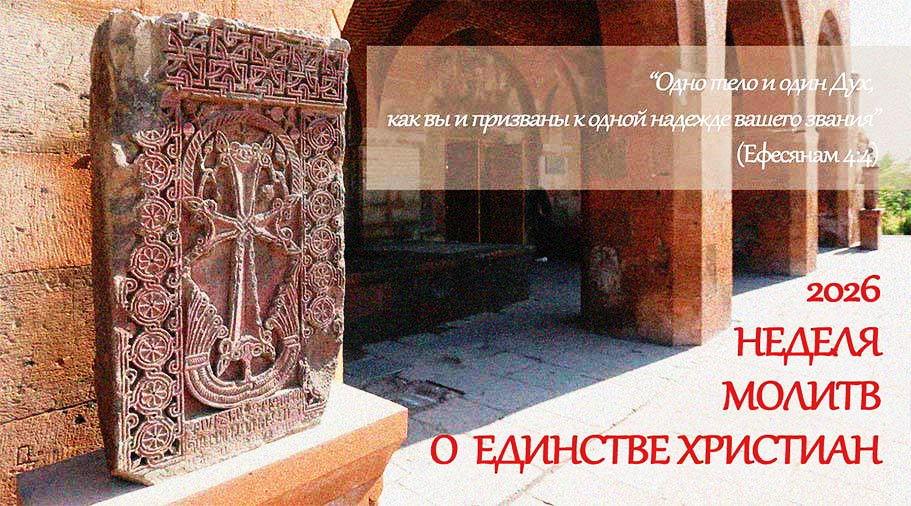 “Одно тело и один Дух,
как вы и призваны к одной надежде вашего звания”
(Ефесянам 4:4)
2026
НЕДЕЛЯ
МОЛИТВ
О ЕДИНСТВЕ ХРИСТИАН